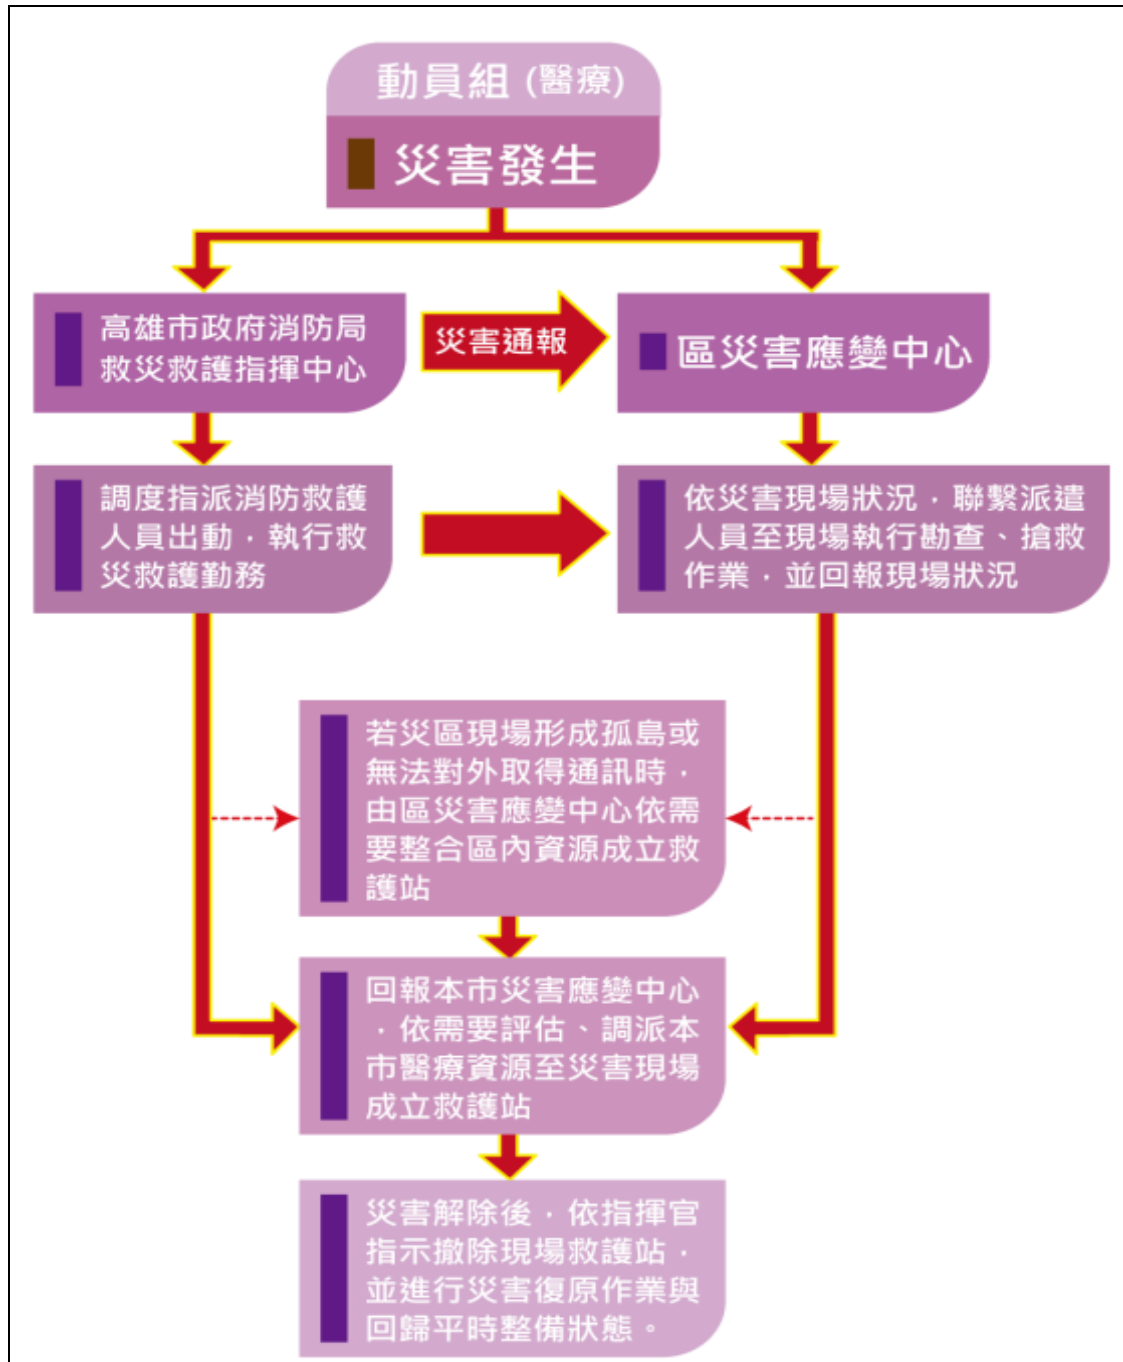 動員組 (醫療)
災害發生
高雄市政府消防局
救災救護指揮中心
災害通報
區災害應變中心
調度指派消防救護
人員出動，執行救
災救護勤務
依災害現場狀況，聯繫派遣
人員至現場執行勘查、搶救
作業，並回報現場狀況
若災區現場形成孤島或
無法對外取得通訊時，
由區災害應變中心依需
要整合區內資源成立救
護站
回報本市災害應變中心
，依需要評估、調派本
市醫療資源至災害現場
成立救護站
災害解除後，依指揮官
指示撤除現場救護站，
並進行災害復原作業與
回歸平時整備狀態。